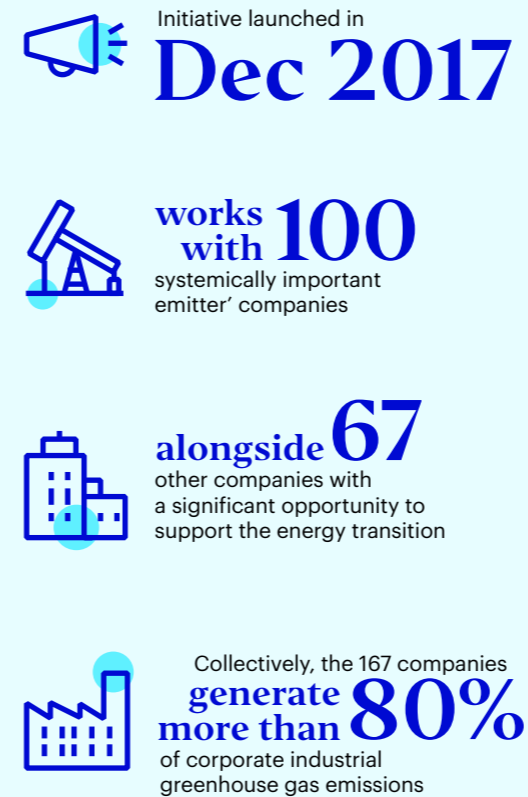 Initiative launched in
Dec 2017
works
with 100
systemically important
emitter’ companies
alongside 67
other companies with
a significant opportunity to
support the energy transition
Collectively, the 167 companies
generate
more than 80%
of corporate industrial
greenhouse gas emissions